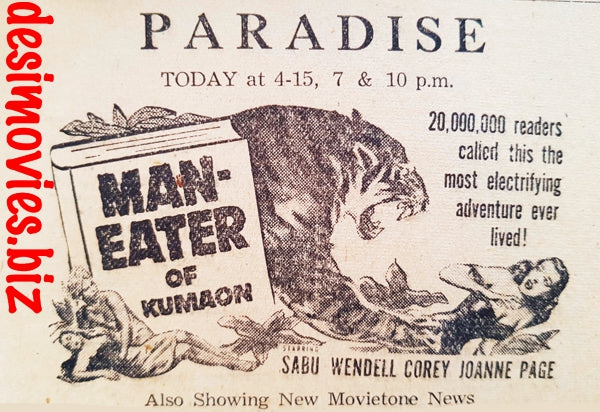 PARADISE
TODAY at 4-15, 7 & 10 p.m.
desimovies.biz
MAN-
EATER
OF
KUMAON
20,000,000 readers
called this the
most electrifying
adventure ever
lived!
STARRING
SABU WENDELL COREY JOANNE PAGE
Also Showing New Movietone News